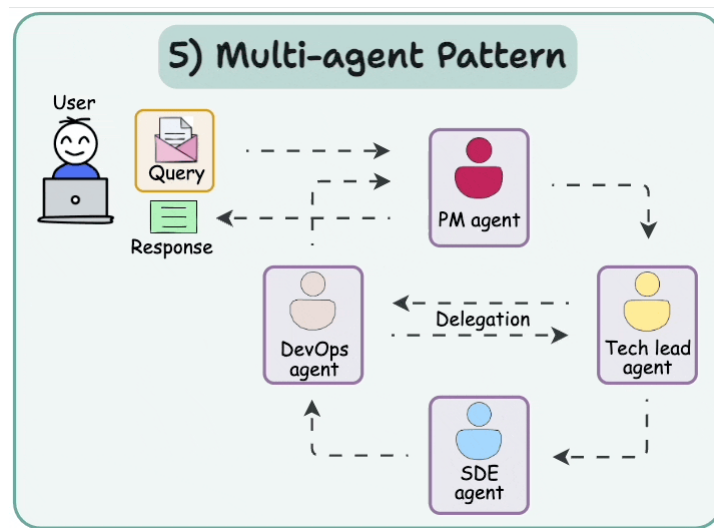 5) Multi-agent Pattern
User
Query
Response
PM agent
DevOps
agent
Delegation
Tech lead
agent
SDE
agent